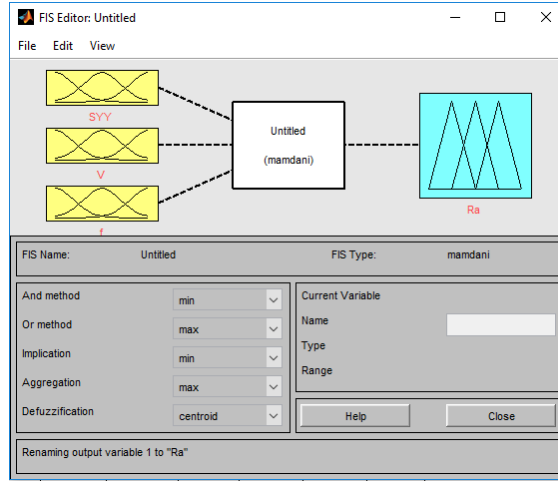 FIS Editor: Untitled
File Edit View
SYY
V
f
Untitled
(mamdani)
Ra
FIS Name: Untitled FIS Type: mamdani
And method min
Or method max
Implication min
Aggregation max
Defuzzification centroid
Current Variable
Name
Type
Range
Help Close
Renaming output variable 1 to "Ra"